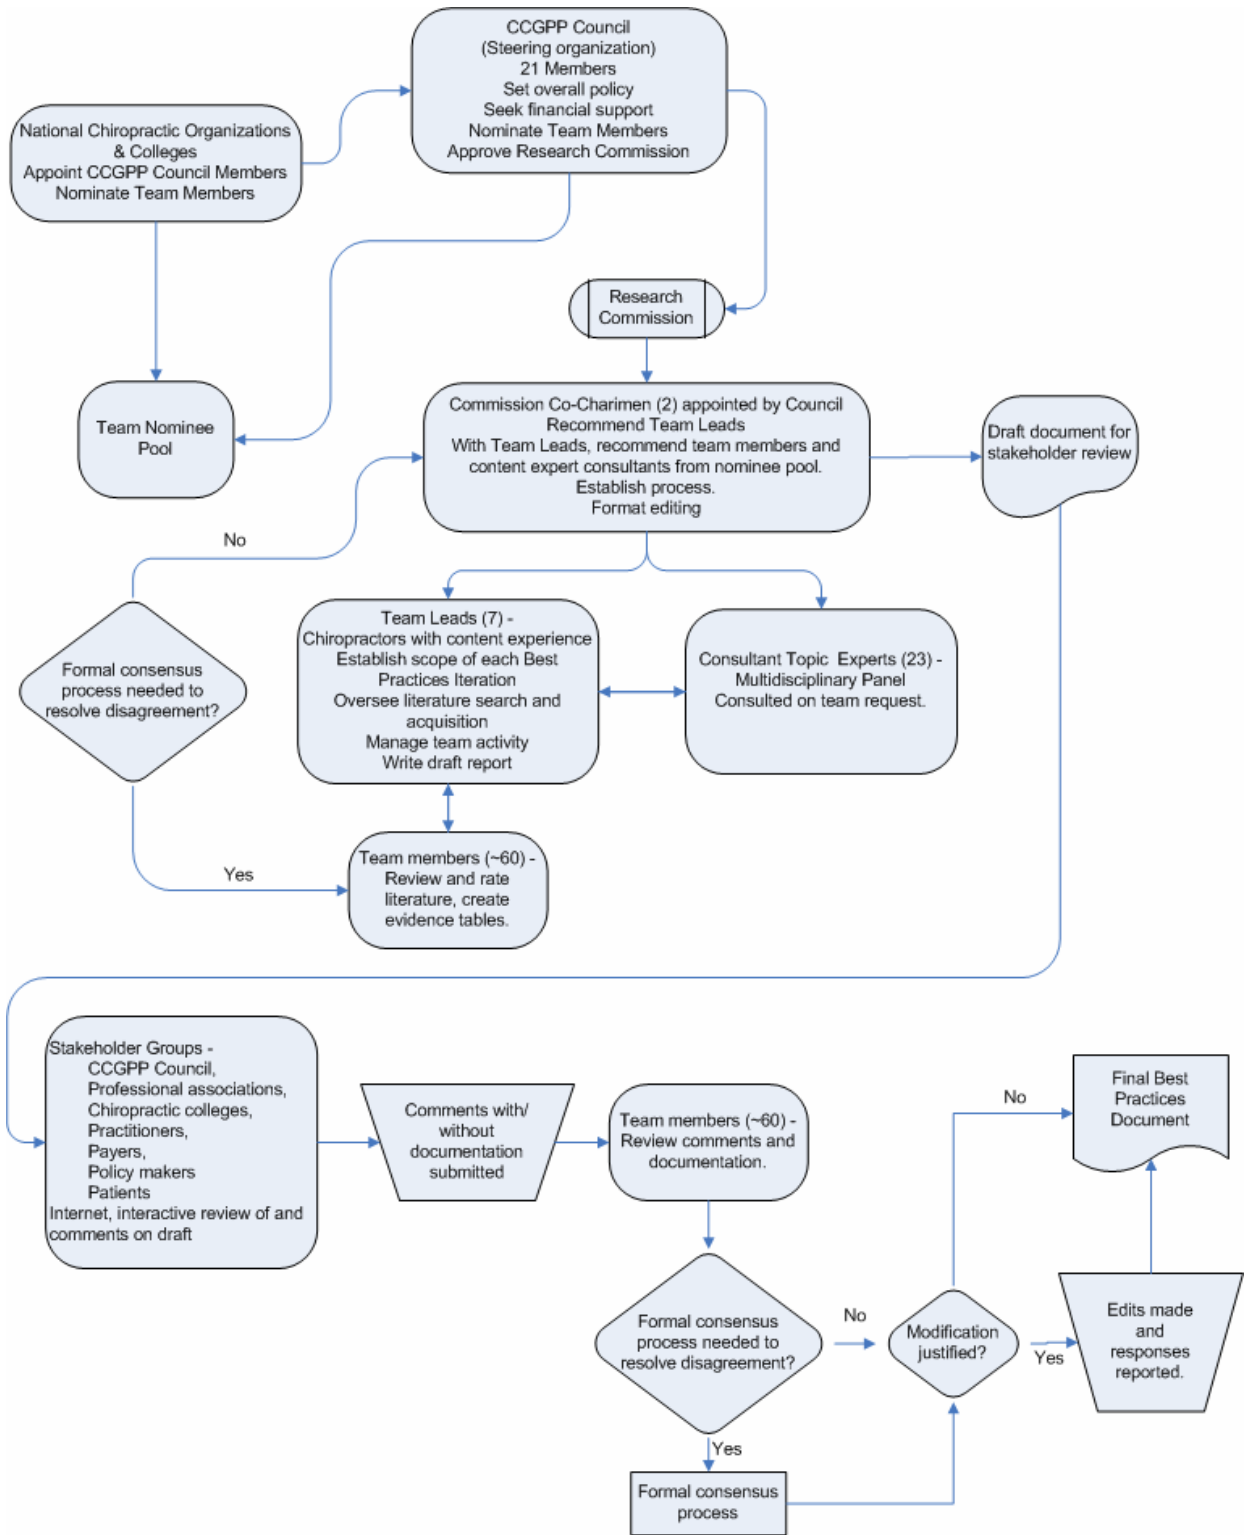 CCGPP Council
(Steering organization)
21 Members
Set overall policy
Seek financial support
Nominate Team Members
Approve Research Commission
National Chiropractic Organizations
& Colleges
Appoint CCGPP Council Members
Nominate Team Members
Research
Commission
Team Nominee
Pool
Commission Co-Charimen (2) appointed by Council
Recommend Team Leads
With Team Leads, recommend team members and
content expert consultants from nominee pool.
Establish process.
Format editing
Draft document for
stakeholder review
No
Formal consensus
process needed to
resolve disagreement?
Yes
Team Leads (7) -
Chiropractors with content experience
Establish scope of each Best
Practices Iteration
Oversee literature search and
acquisition
Manage team activity
Write draft report
Consultant Topic Experts (23) -
Multidisciplinary Panel
Consulted on team request.
Team members (~60) -
Review and rate
literature, create
evidence tables.
Stakeholder Groups -
CCGPP Council,
Professional associations,
Chiropractic colleges,
Practitioners,
Payers,
Policy makers
Patients
Internet, interactive review of and
comments on draft
Comments with/
without
documentation
submitted
Team members (~60) -
Review comments and
documentation.
Formal consensus
process needed to
resolve disagreement?
No
Yes
Formal consensus
process
Modification
justified?
No
Yes
Edits made
and
responses
reported.
Final Best
Practices
Document